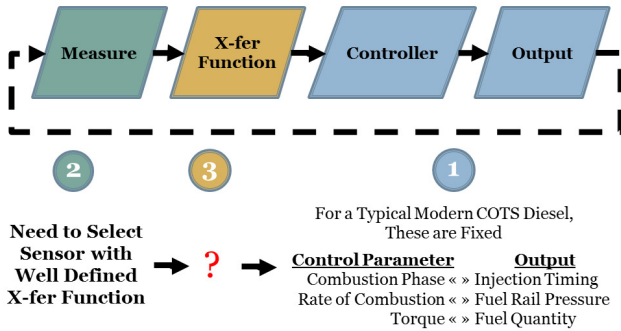 Measure
X-fer
Function
Controller
Output
2
3
1
Need to Select
Sensor with
Well Defined
X-fer Function
?
For a Typical Modern COTS Diesel,
These are Fixed
Control Parameter Output
Combustion Phase « » Injection Timing
Rate of Combustion « » Fuel Rail Pressure
Torque « » Fuel Quantity